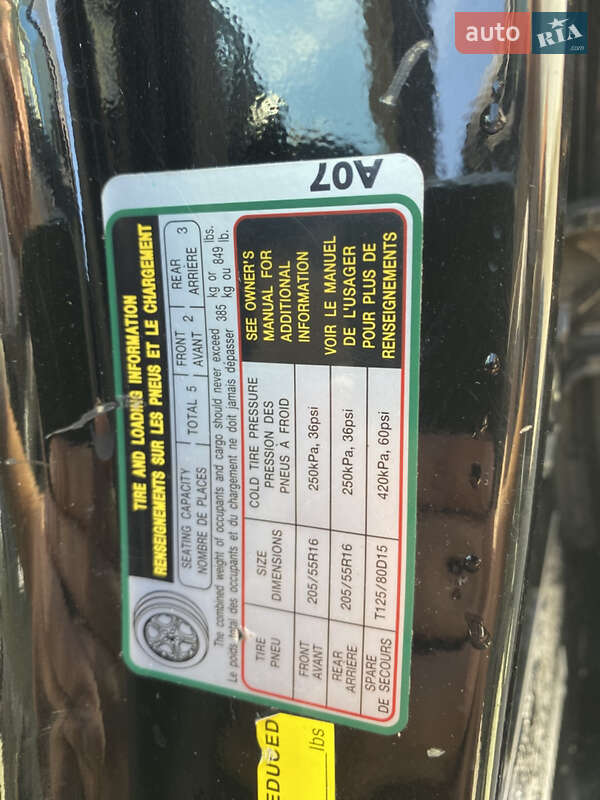 auto RIA .com
A07
TIRE AND LOADING INFORMATION
RENSEIGNEMENTS SUR LES PNEUS ET LE CHARGEMENT
SEATING CAPACITY TOTAL 5 FRONT 2 REAR 3
NOMBRE DE PLACES AVANT ARRIÈRE
The combined weight of occupants and cargo should never exceed 385 kg or 849 lbs.
Le poids total des occupants et du chargement ne doit jamais dépasser 385 kg ou 849 lb.
TIRE SIZE COLD TIRE PRESSURE
PNEU DIMENSIONS PRESSION DES
PNEUS À FROID
FRONT 205/55R16 250kPa, 36psi
AVANT
REAR 205/55R16 250kPa, 36psi
ARRIÈRE
SPARE T125/80D15 420kPa, 60psi
DE SECOURS
SEE OWNER'S
MANUAL FOR
ADDITIONAL
INFORMATION
VOIR LE MANUEL
DE L'USAGER
POUR PLUS DE
RENSEIGNEMENTS
EDUCED
lbs